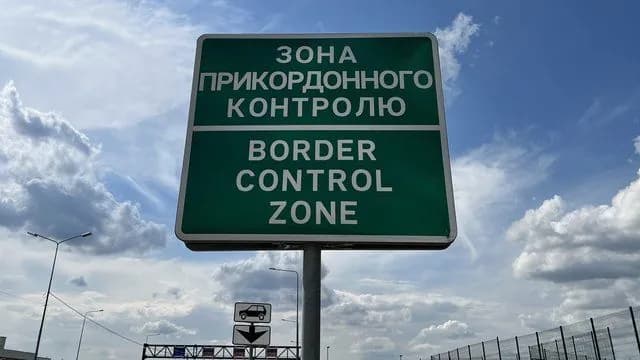 ЗОНА
ПРИКОРДОННОГО
КОНТРОЛЮ
BORDER
CONTROL
ZONE